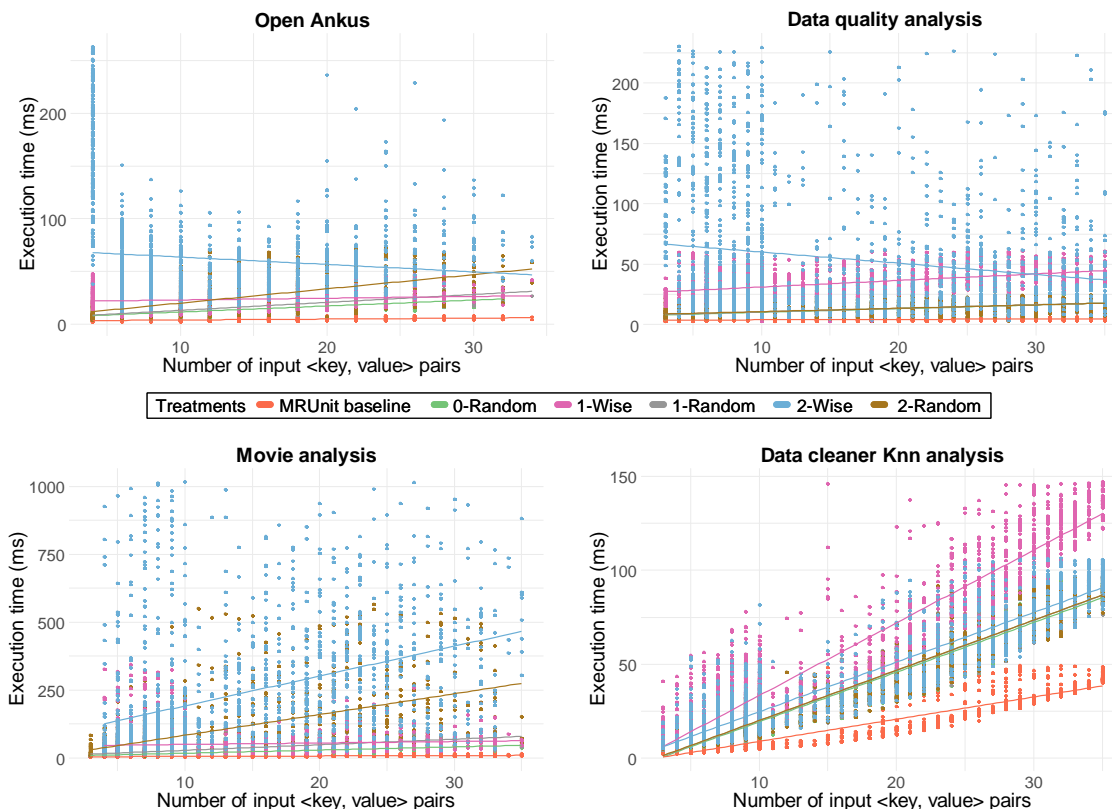 Open Ankus
Execution time (ms)
200
100
0
10
20
30
Number of input <key, value> pairs
Data quality analysis
Execution time (ms)
200
150
100
50
0
10
20
30
Number of input <key, value> pairs
Treatments MRUnit baseline 0-Random 1-Wise 1-Random 2-Wise 2-Random
Movie analysis
Execution time (ms)
1000
750
500
250
0
10
20
30
Number of input <key, value> pairs
Data cleaner Knn analysis
Execution time (ms)
150
100
50
0
10
20
30
Number of input <key, value> pairs